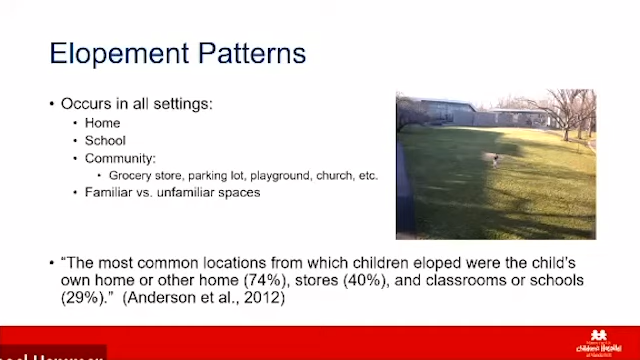 Elopement Patterns
• Occurs in all settings:
• Home
• School
• Community:
• Grocery store, parking lot, playground, church, etc.
• Familiar vs. unfamiliar spaces
• “The most common locations from which children eloped were the child’s
own home or other home (74%), stores (40%), and classrooms or schools
(29%).” (Anderson et al., 2012)